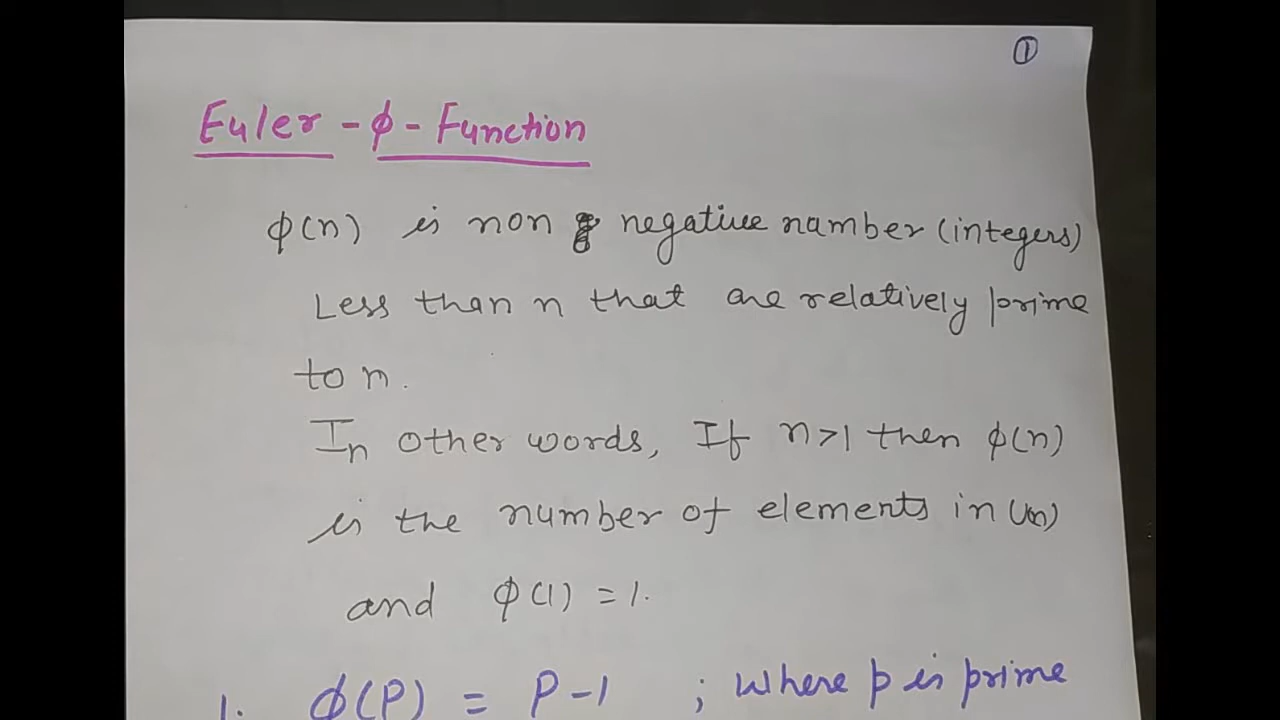 ①
Euler - ϕ - Function
ϕ(n) is non negative number (integers)
Less than n that are relatively prime
to n.
In other words, If n>1 then ϕ(n)
is the number of elements in U(n)
and ϕ(1) = 1.
1. ϕ(P) = P-1 ; where p is prime